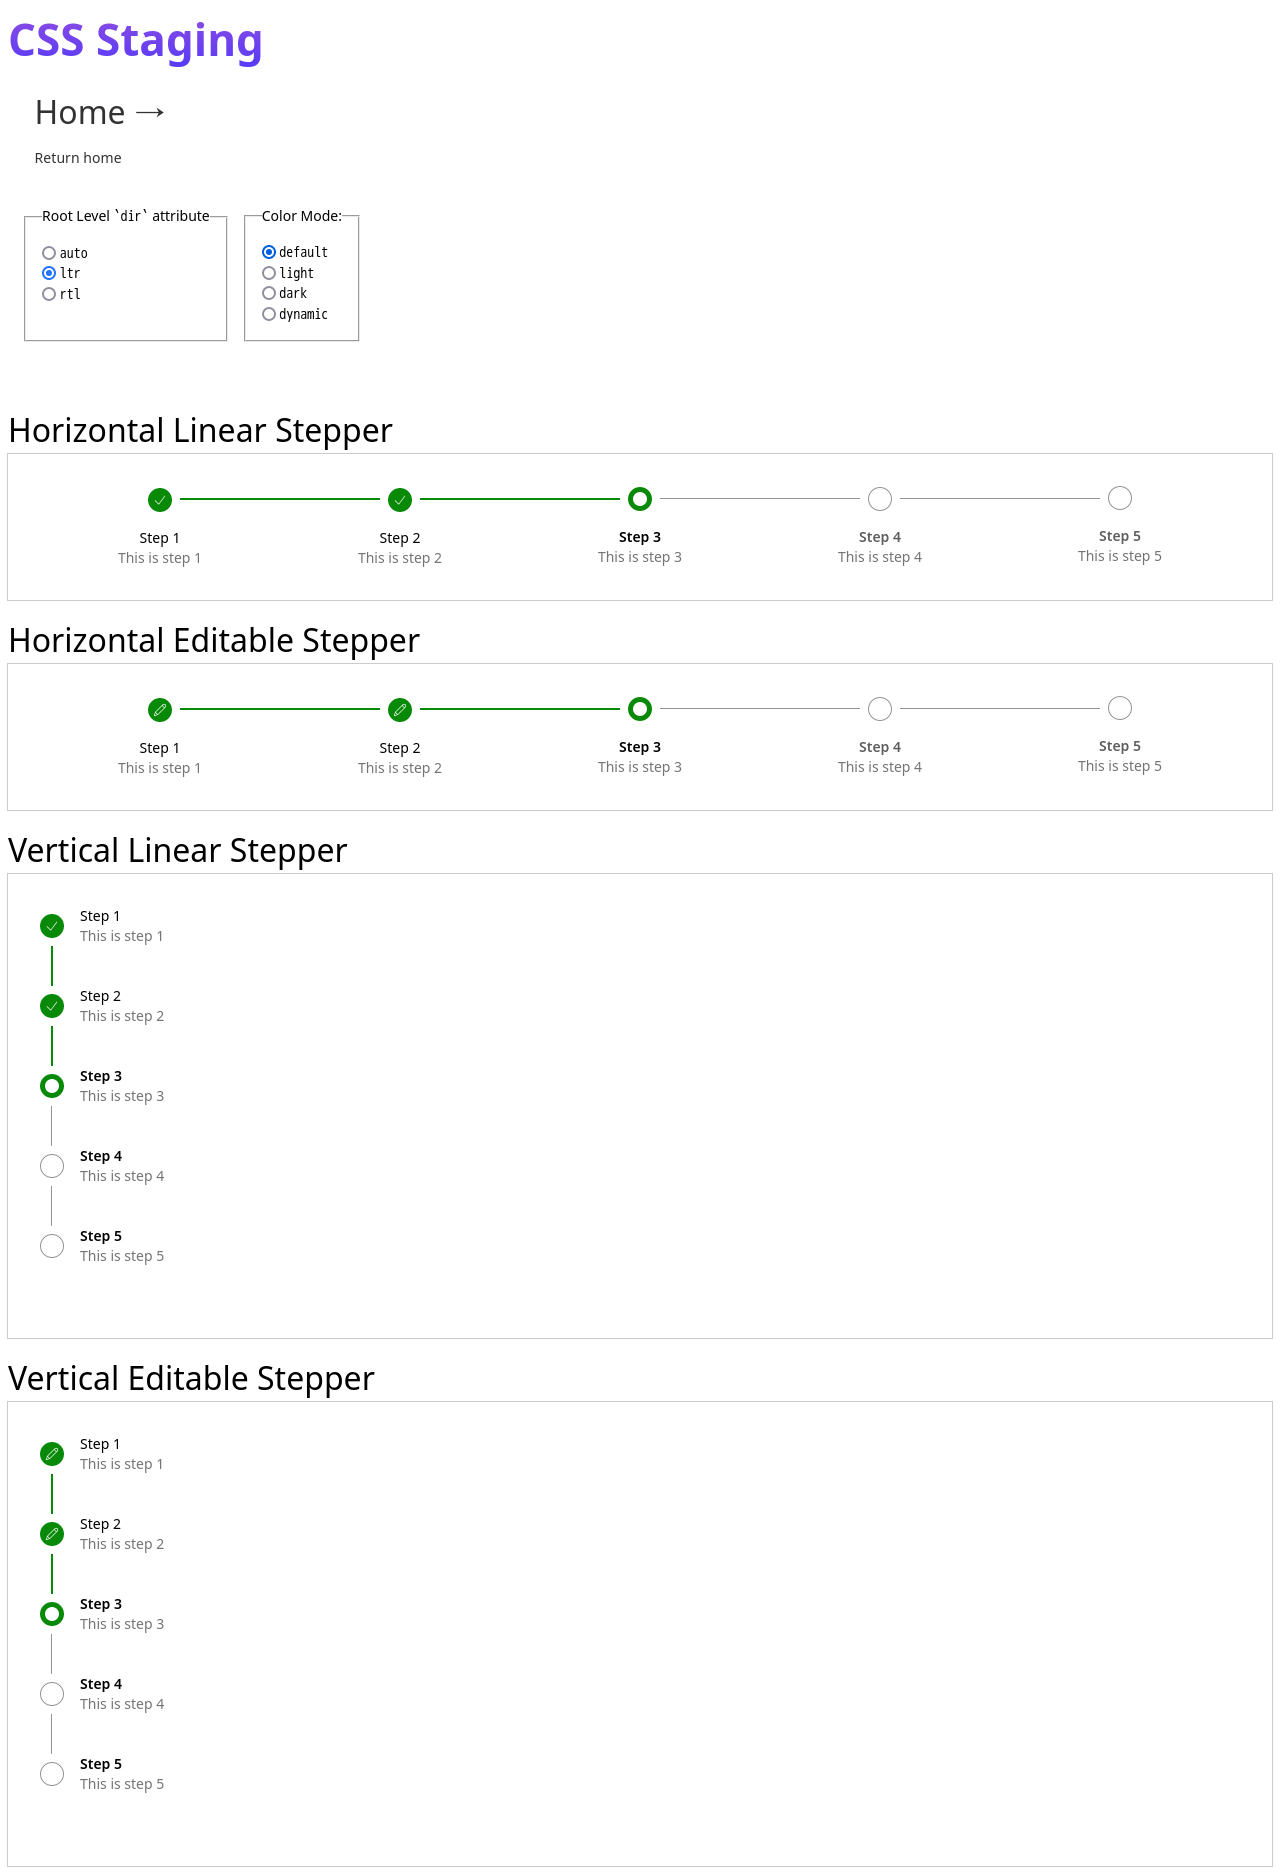 CSS Staging
Home →
Return home
Root Level `dir` attribute
auto
ltr
rtl
Color Mode:
default
light
dark
dynamic
Horizontal Linear Stepper
Step 1 Step 2 Step 3 Step 4 Step 5
This is step 1 This is step 2 This is step 3 This is step 4 This is step 5
Horizontal Editable Stepper
Step 1 Step 2 Step 3 Step 4 Step 5
This is step 1 This is step 2 This is step 3 This is step 4 This is step 5
Vertical Linear Stepper
Step 1
This is step 1
Step 2
This is step 2
Step 3
This is step 3
Step 4
This is step 4
Step 5
This is step 5
Vertical Editable Stepper
Step 1
This is step 1
Step 2
This is step 2
Step 3
This is step 3
Step 4
This is step 4
Step 5
This is step 5